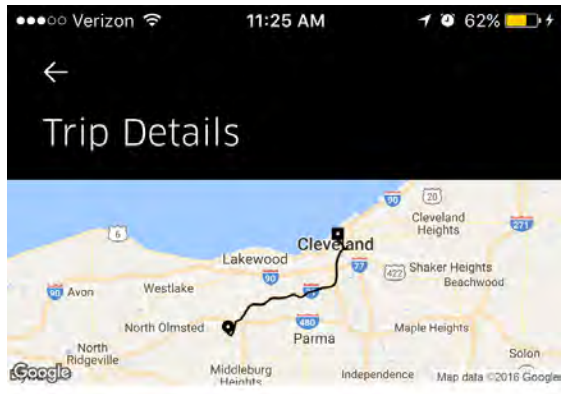 Verizon 11:25 AM 62%
Trip Details
90
20
Cleveland
Heights
271
6
Cleveland
Lakewood
90
77
422
Shaker Heights
Beachwood
90
Avon
Westlake
North Olmsted
480
Parma
Maple Heights
North
Ridgeville
Solon
Google
Middleburg
Heights
Independence
Map data ©2016 Google